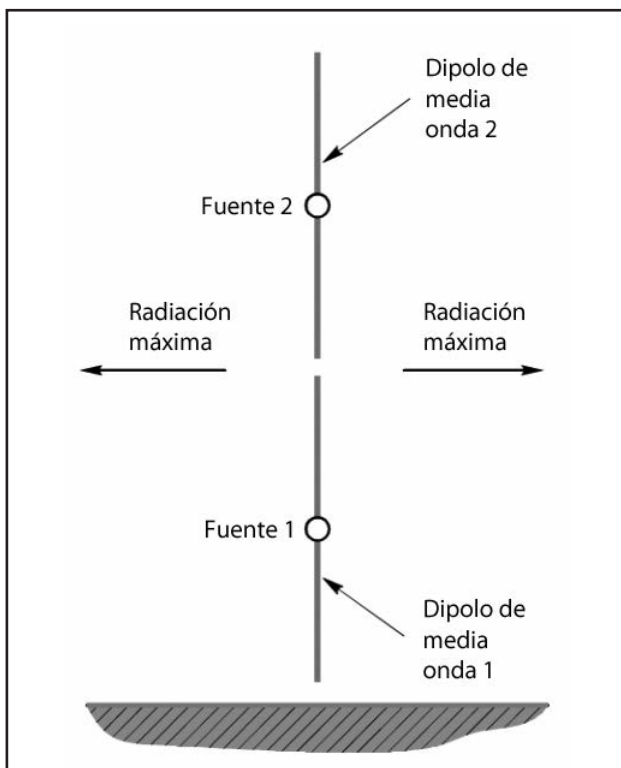 Dipolo de
media
onda 2
Fuente 2
Radiación
máxima
Radiación
máxima
Fuente 1
Dipolo de
media
onda 1